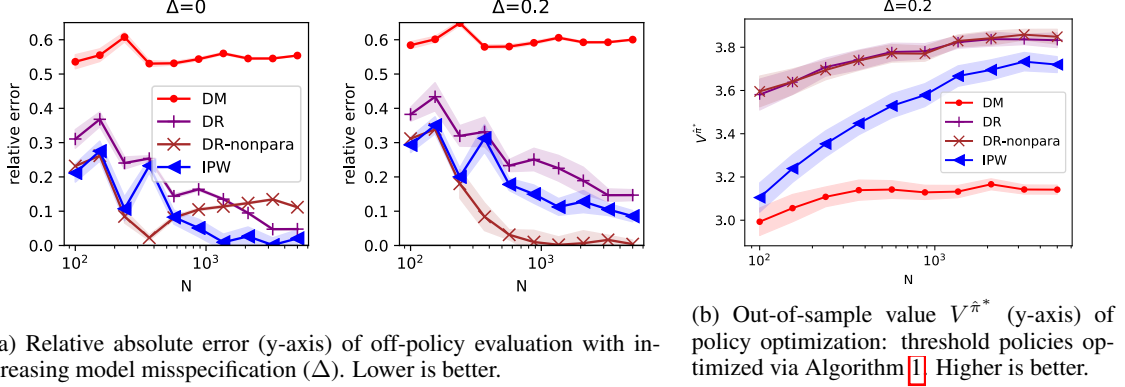 Δ=0
relative error
0.6
0.5
0.4
0.3
0.2
0.1
0.0
DM
DR
DR-nonpara
IPW
10²
10³
N
Δ=0.2
relative error
0.6
0.5
0.4
0.3
0.2
0.1
0.0
10²
10³
N
Δ=0.2
V^π̂*
3.8
3.6
3.4
3.2
3.0
DM
DR
DR-nonpara
IPW
10²
10³
N
a) Relative absolute error (y-axis) of off-policy evaluation with in-
reasing model misspecification (Δ). Lower is better.
(b) Out-of-sample value V^π̂* (y-axis) of
policy optimization: threshold policies op-
timized via Algorithm 1. Higher is better.